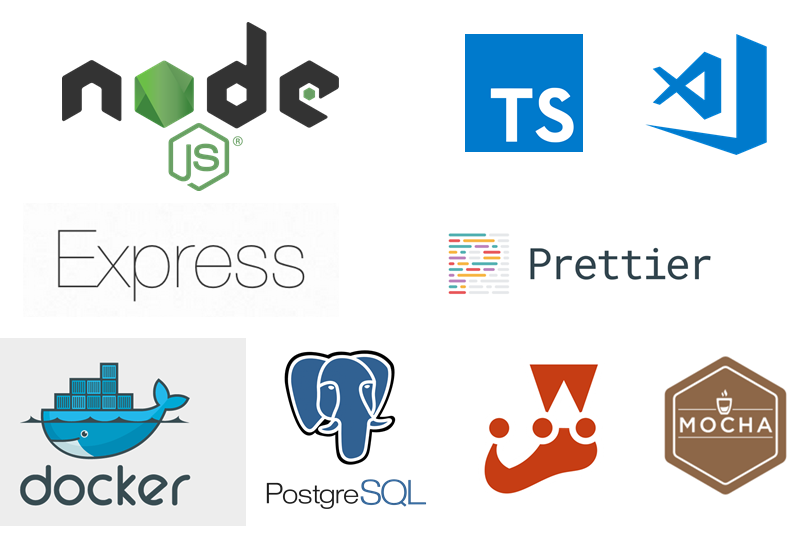 node
JS®
TS
Express
Prettier
docker
PostgreSQL
MOCHA